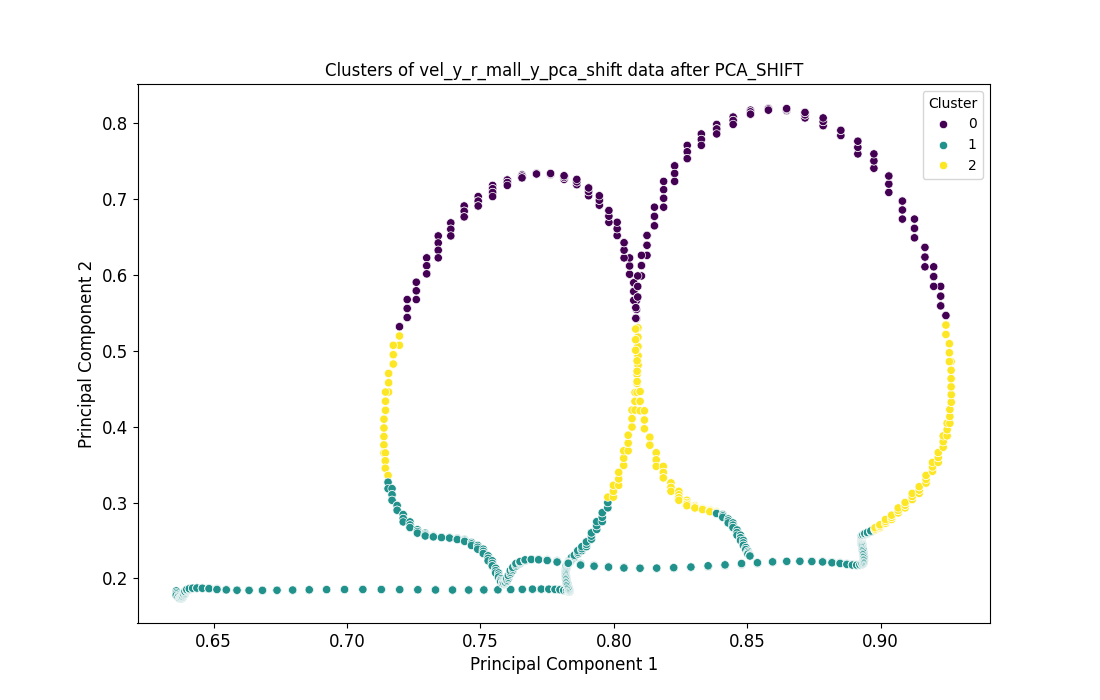 Clusters of vel_y_r_mall_y_pca_shift data after PCA_SHIFT
Cluster
0
1
2
Principal Component 2
0.8
0.7
0.6
0.5
0.4
0.3
0.2
0.65 0.70 0.75 0.80 0.85 0.90
Principal Component 1